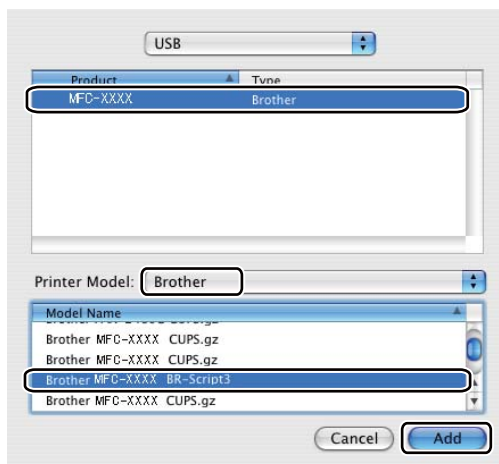 USB
Product Type
MFC-XXXX Brother
Printer Model: Brother
Model Name
Brother MFC-XXXX CUPS.gz
Brother MFC-XXXX CUPS.gz
Brother MFC-XXXX BR-Script3
Brother MFC-XXXX CUPS.gz
Cancel Add